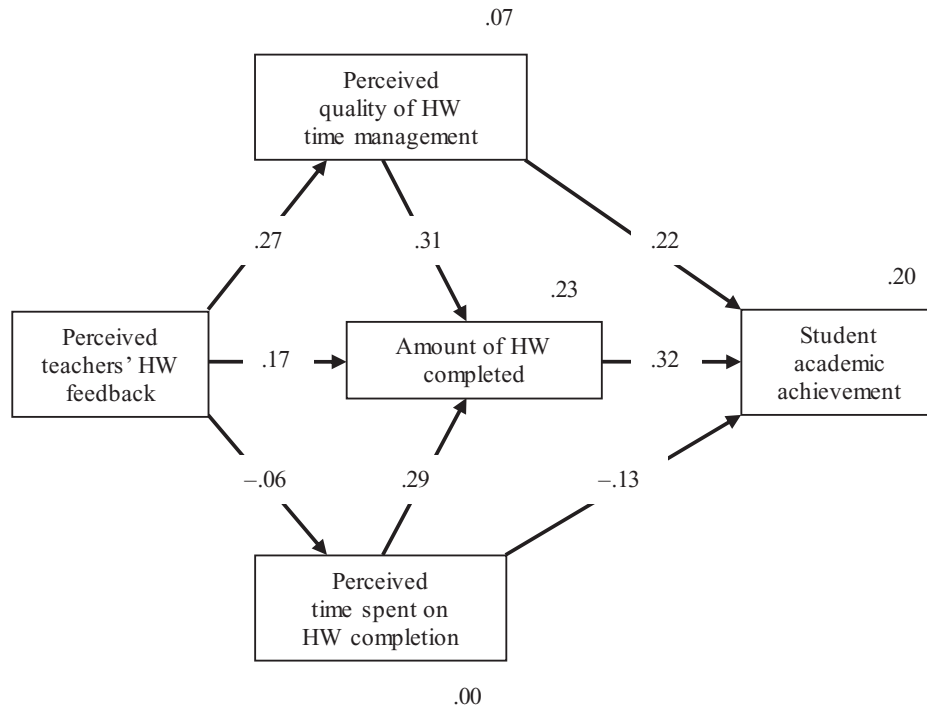 .07
Perceived
quality of HW
time management
.27
.31
.22
.23
.20
Perceived
teachers’ HW
feedback
.17
Amount of HW
completed
.32
Student
academic
achievement
–.06
.29
–.13
Perceived
time spent on
HW completion
.00